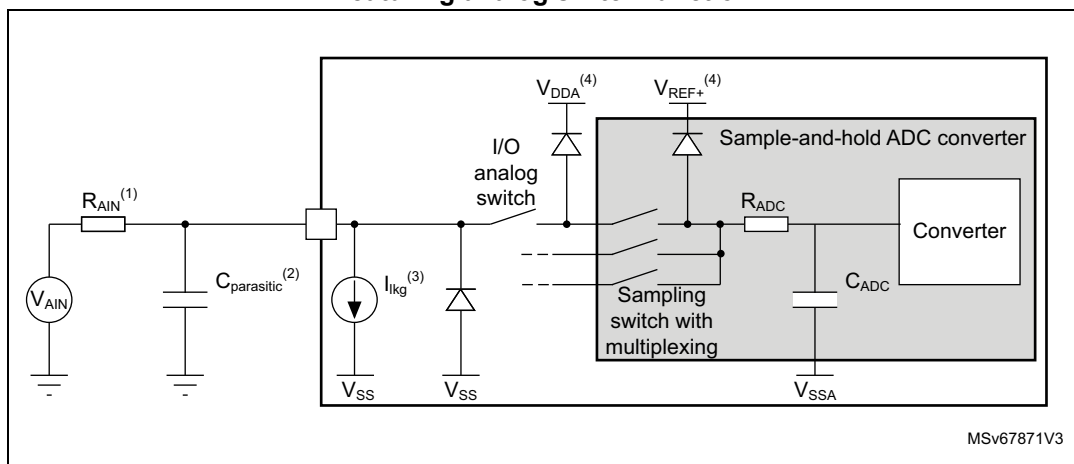 V_DDA^(4)
V_REF+^(4)
Sample-and-hold ADC converter
I/O
analog
switch
R_AIN^(1)
R_ADC
Converter
V_AIN
C_parasitic^(2)
I_lkg^(3)
C_ADC
Sampling
switch with
multiplexing
V_SS
V_SS
V_SSA
MSv67871V3